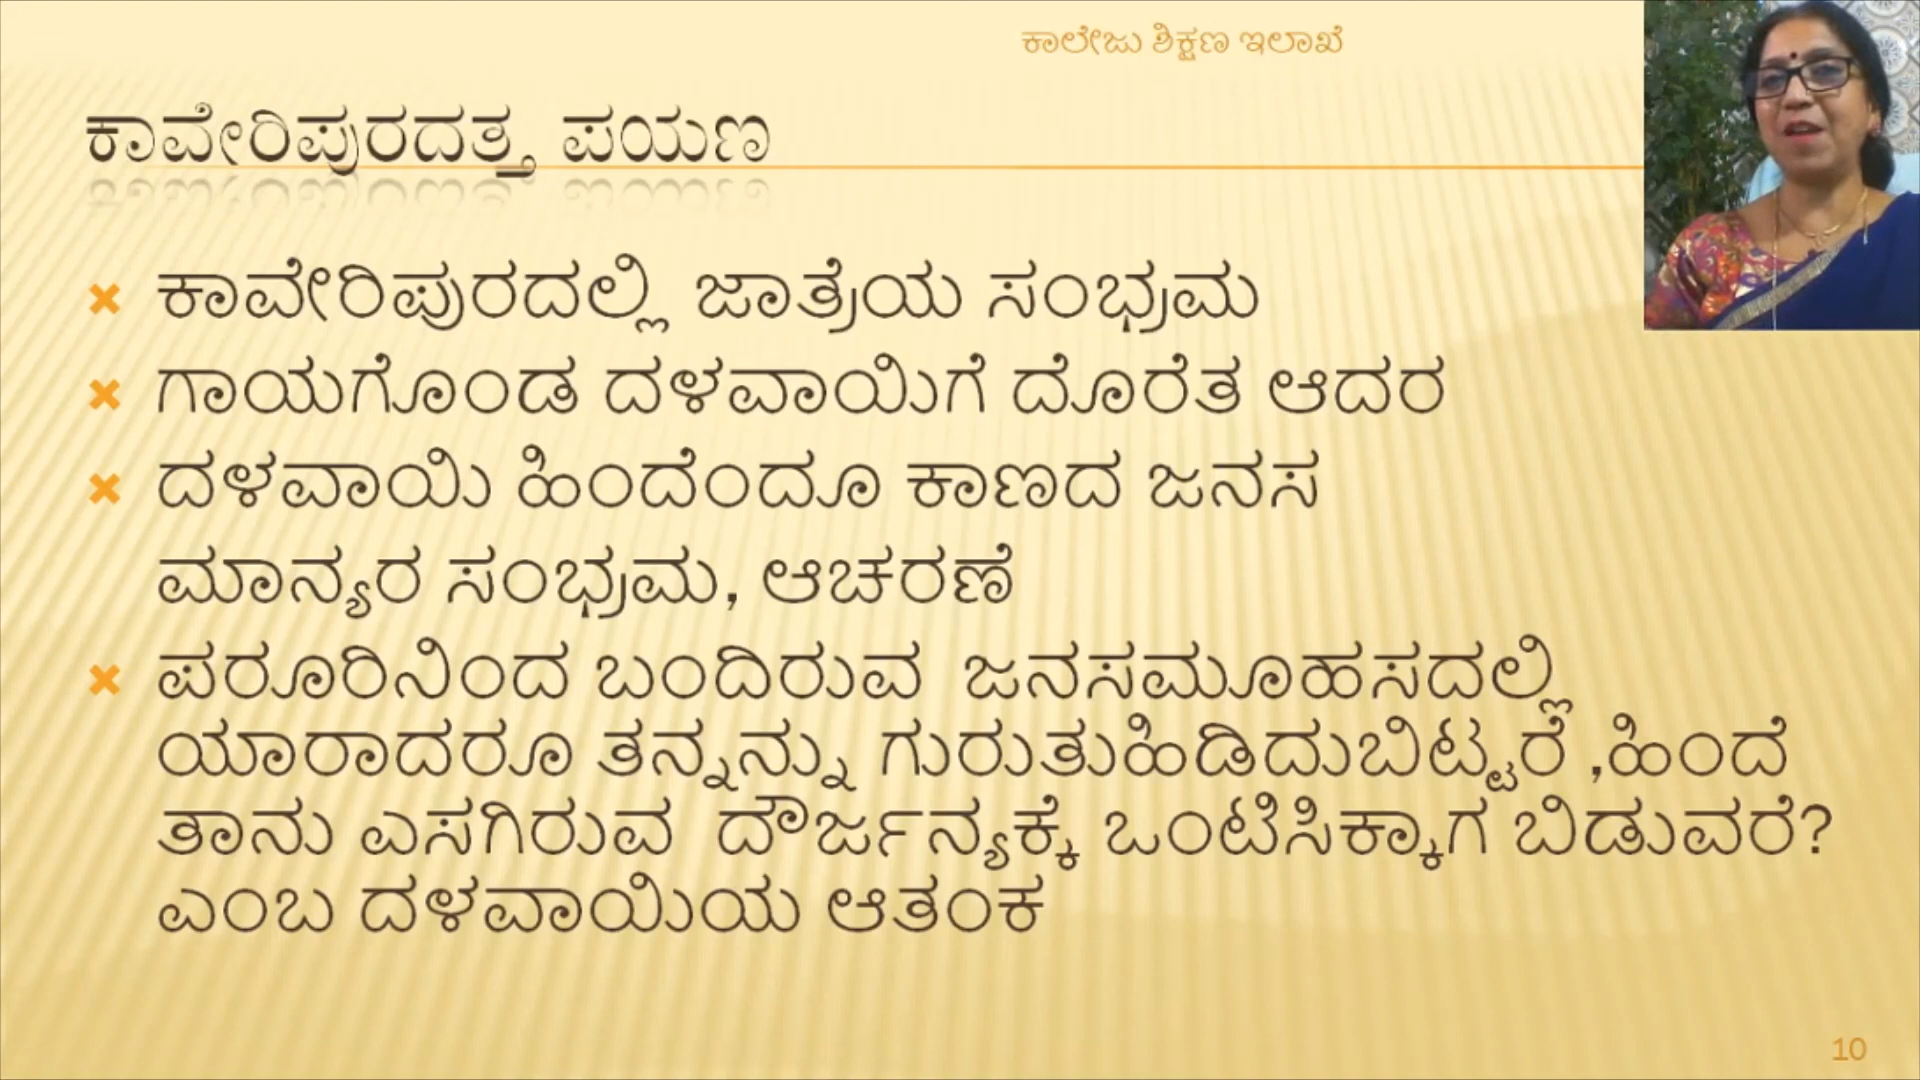 ಕಾಲೇಜು ಶಿಕ್ಷಣ ಇಲಾಖೆ
ಕಾವೇರಿಪುರದತ್ತ ಪಯಣ
ಕಾವೇರಿಪುರದಲ್ಲಿ ಜಾತ್ರೆಯ ಸಂಭ್ರಮ
ಗಾಯಗೊಂಡ ದಳವಾಯಿಗೆ ದೊರೆತ ಆದರ
ದಳವಾಯಿ ಹಿಂದೆಂದೂ ಕಾಣದ ಜನಸ
ಮಾನ್ಯರ ಸಂಭ್ರಮ, ಆಚರಣೆ
ಪರೂರಿನಿಂದ ಬಂದಿರುವ ಜನಸಮೂಹಸದಲ್ಲಿ
ಯಾರಾದರೂ ತನ್ನನ್ನು ಗುರುತುಹಿಡಿದುಬಿಟ್ಟರೆ ,ಹಿಂದೆ
ತಾನು ಎಸಗಿರುವ ದೌರ್ಜನ್ಯಕ್ಕೆ ಒಂಟಿಸಿಕ್ಕಾಗ ಬಿಡುವರೆ?
ಎಂಬ ದಳವಾಯಿಯ ಆತಂಕ
10